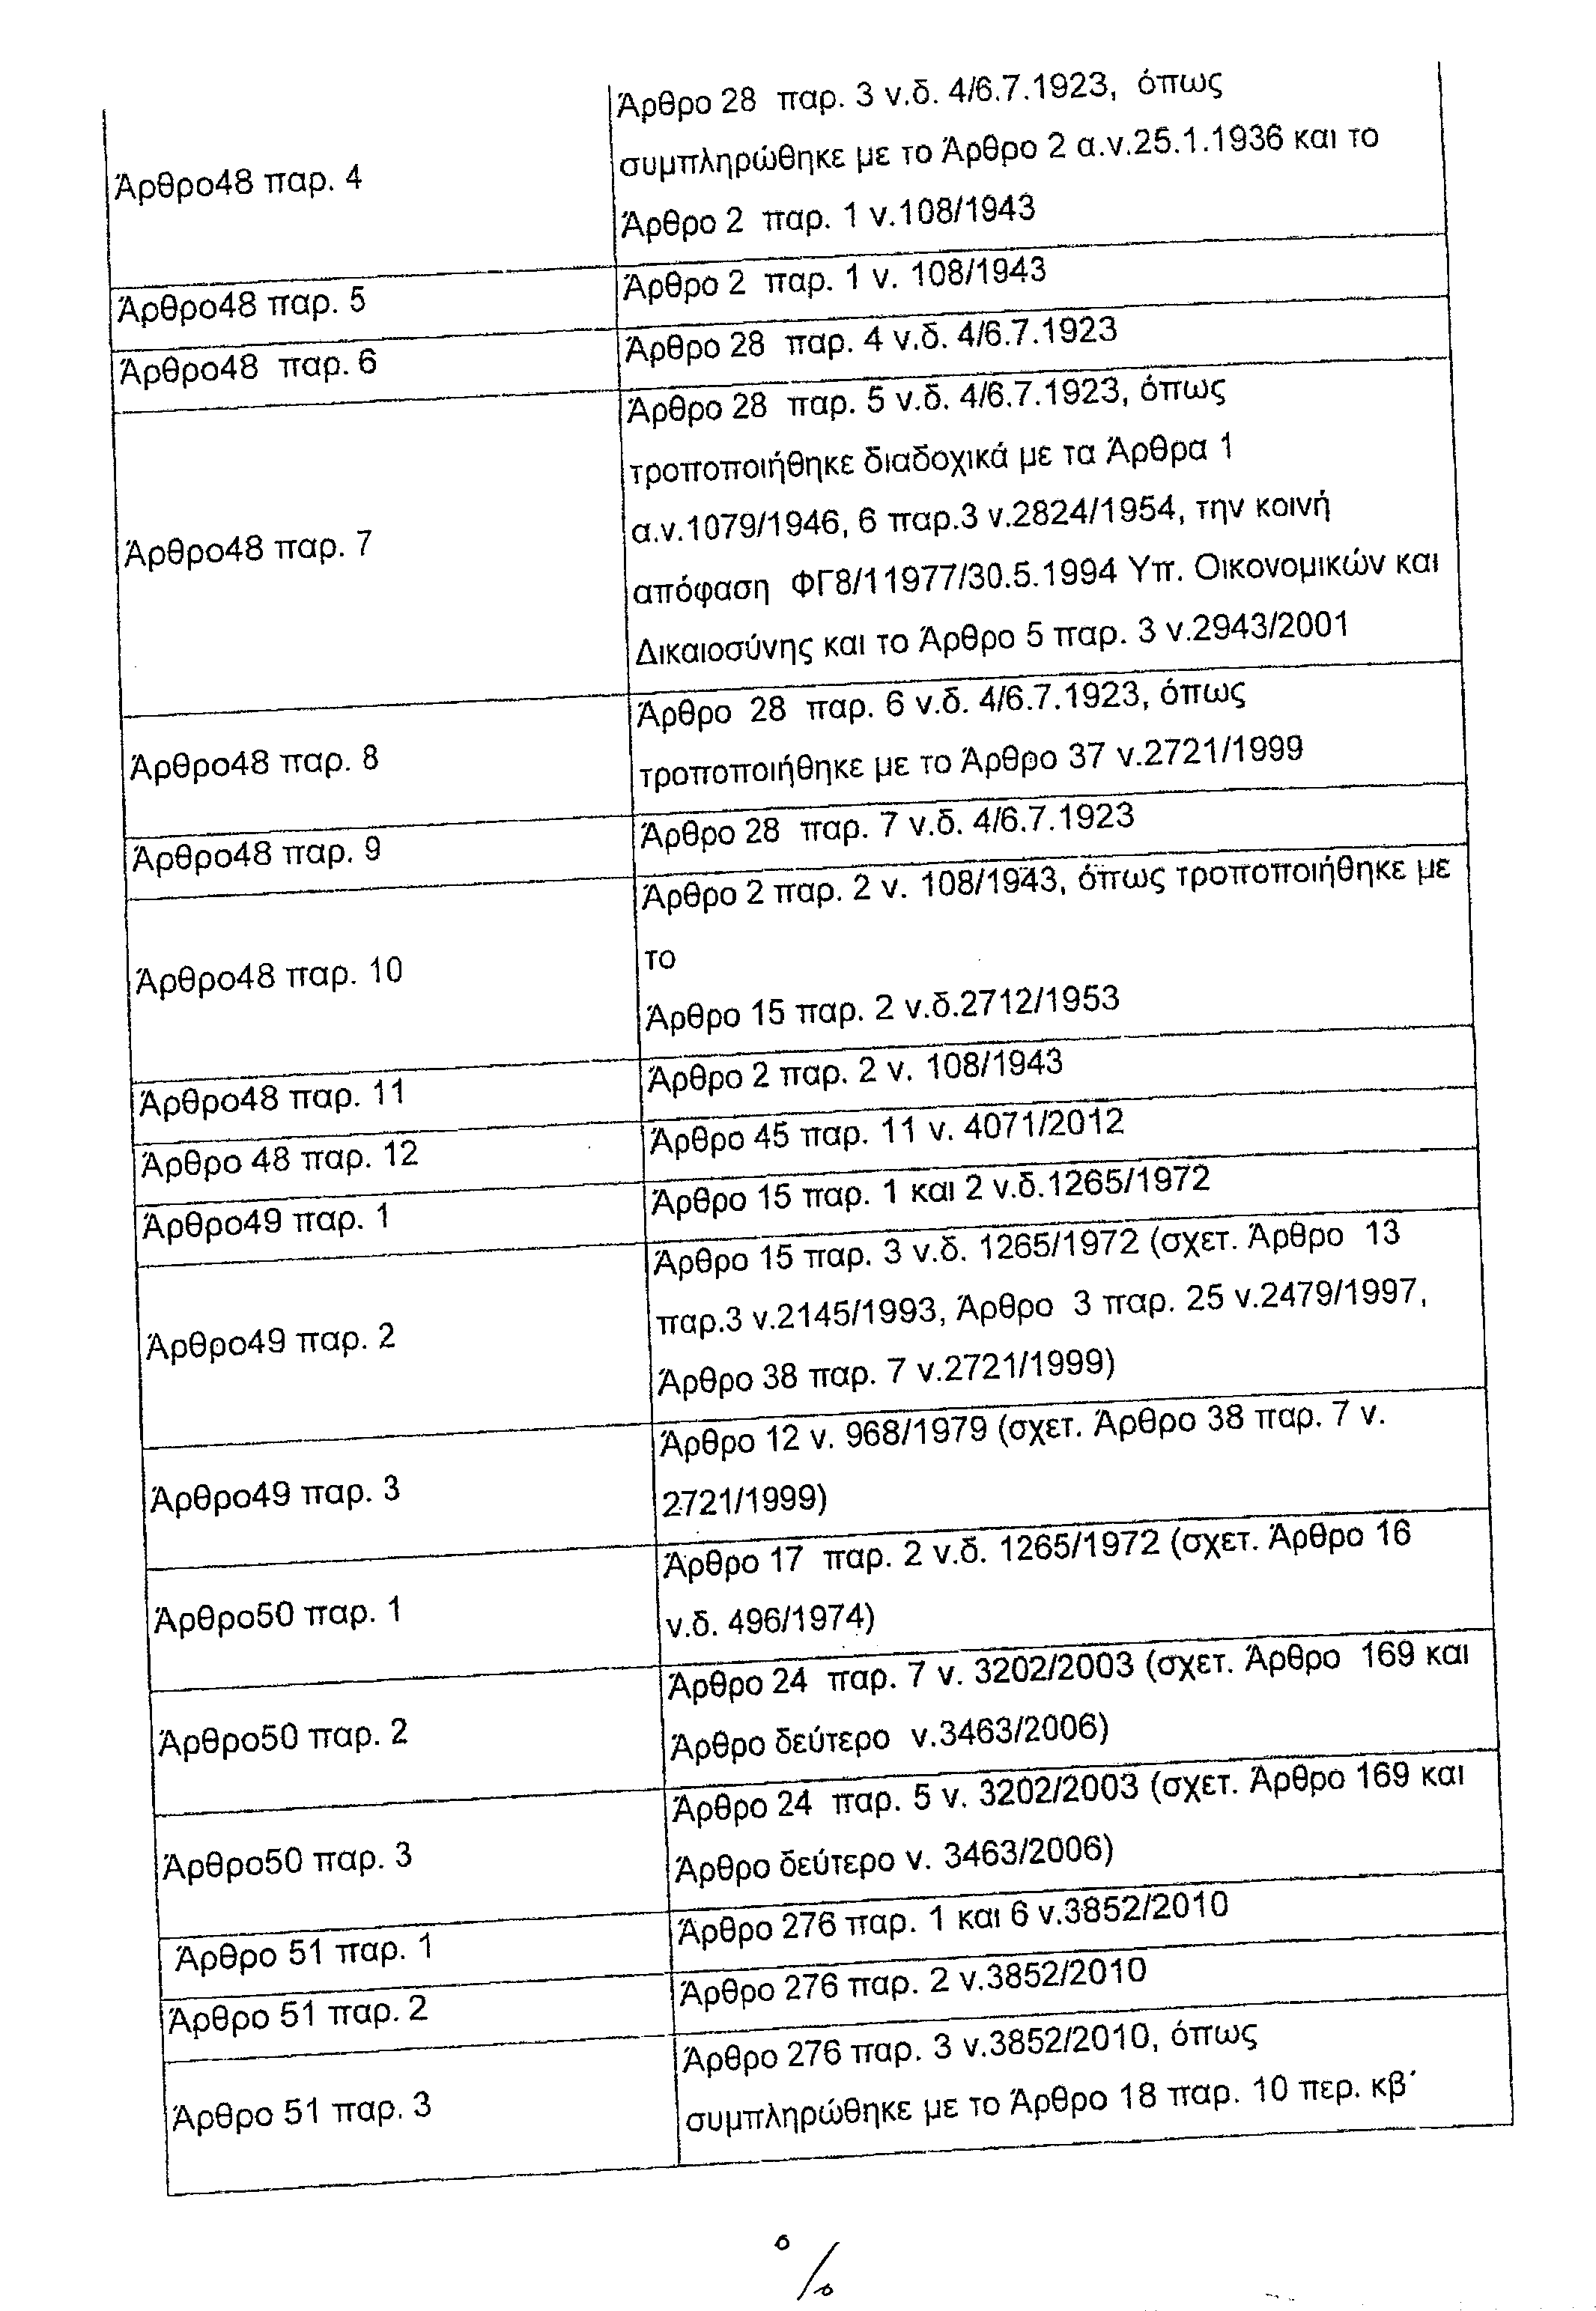 Άρθρο48 παρ. 4
Άρθρο 28 παρ. 3 ν.δ. 4/6.7.1923, όπως
συμπληρώθηκε με το Άρθρο 2 α.ν.25.1.1936 και το
Άρθρο 2 παρ. 1 ν.108/1943
Άρθρο48 παρ. 5
Άρθρο 2 παρ. 1 ν. 108/1943
Άρθρο48 παρ. 6
Άρθρο 28 παρ. 4 ν.δ. 4/6.7.1923
Άρθρο48 παρ. 7
Άρθρο 28 παρ. 5 ν.δ. 4/6.7.1923, όπως
τροποποιήθηκε διαδοχικά με τα Άρθρα 1
α.ν.1079/1946, 6 παρ.3 ν.2824/1954, την κοινή
απόφαση ΦΓ8/11977/30.5.1994 Υπ. Οικονομικών και
Δικαιοσύνης και το Άρθρο 5 παρ. 3 ν.2943/2001
Άρθρο48 παρ. 8
Άρθρο 28 παρ. 6 ν.δ. 4/6.7.1923, όπως
τροποποιήθηκε με το Άρθρο 37 ν.2721/1999
Άρθρο48 παρ. 9
Άρθρο 28 παρ. 7 ν.δ. 4/6.7.1923
Άρθρο48 παρ. 10
Άρθρο 2 παρ. 2 ν. 108/1943, όπως τροποποιήθηκε με
το
Άρθρο 15 παρ. 2 ν.δ.2712/1953
Άρθρο48 παρ. 11
Άρθρο 2 παρ. 2 ν. 108/1943
Άρθρο 48 παρ. 12
Άρθρο 45 παρ. 11 ν. 4071/2012
Άρθρο49 παρ. 1
Άρθρο 15 παρ. 1 και 2 ν.δ.1265/1972
Άρθρο49 παρ. 2
Άρθρο 15 παρ. 3 ν.δ. 1265/1972 (σχετ. Άρθρο 13
παρ.3 ν.2145/1993, Άρθρο 3 παρ. 25 ν.2479/1997,
Άρθρο 38 παρ. 7 ν.2721/1999)
Άρθρο49 παρ. 3
Άρθρο 12 ν. 968/1979 (σχετ. Άρθρο 38 παρ. 7 ν.
2721/1999)
Άρθρο50 παρ. 1
Άρθρο 17 παρ. 2 ν.δ. 1265/1972 (σχετ. Άρθρο 16
ν.δ. 496/1974)
Άρθρο50 παρ. 2
Άρθρο 24 παρ. 7 ν. 3202/2003 (σχετ. Άρθρο 169 και
Άρθρο δεύτερο ν.3463/2006)
Άρθρο50 παρ. 3
Άρθρο 24 παρ. 5 ν. 3202/2003 (σχετ. Άρθρο 169 και
Άρθρο δεύτερο ν. 3463/2006)
Άρθρο 51 παρ. 1
Άρθρο 276 παρ. 1 και 6 ν.3852/2010
Άρθρο 51 παρ. 2
Άρθρο 276 παρ. 2 ν.3852/2010
Άρθρο 51 παρ. 3
Άρθρο 276 παρ. 3 ν.3852/2010, όπως
συμπληρώθηκε με το Άρθρο 18 παρ. 10 περ. κβ΄
%